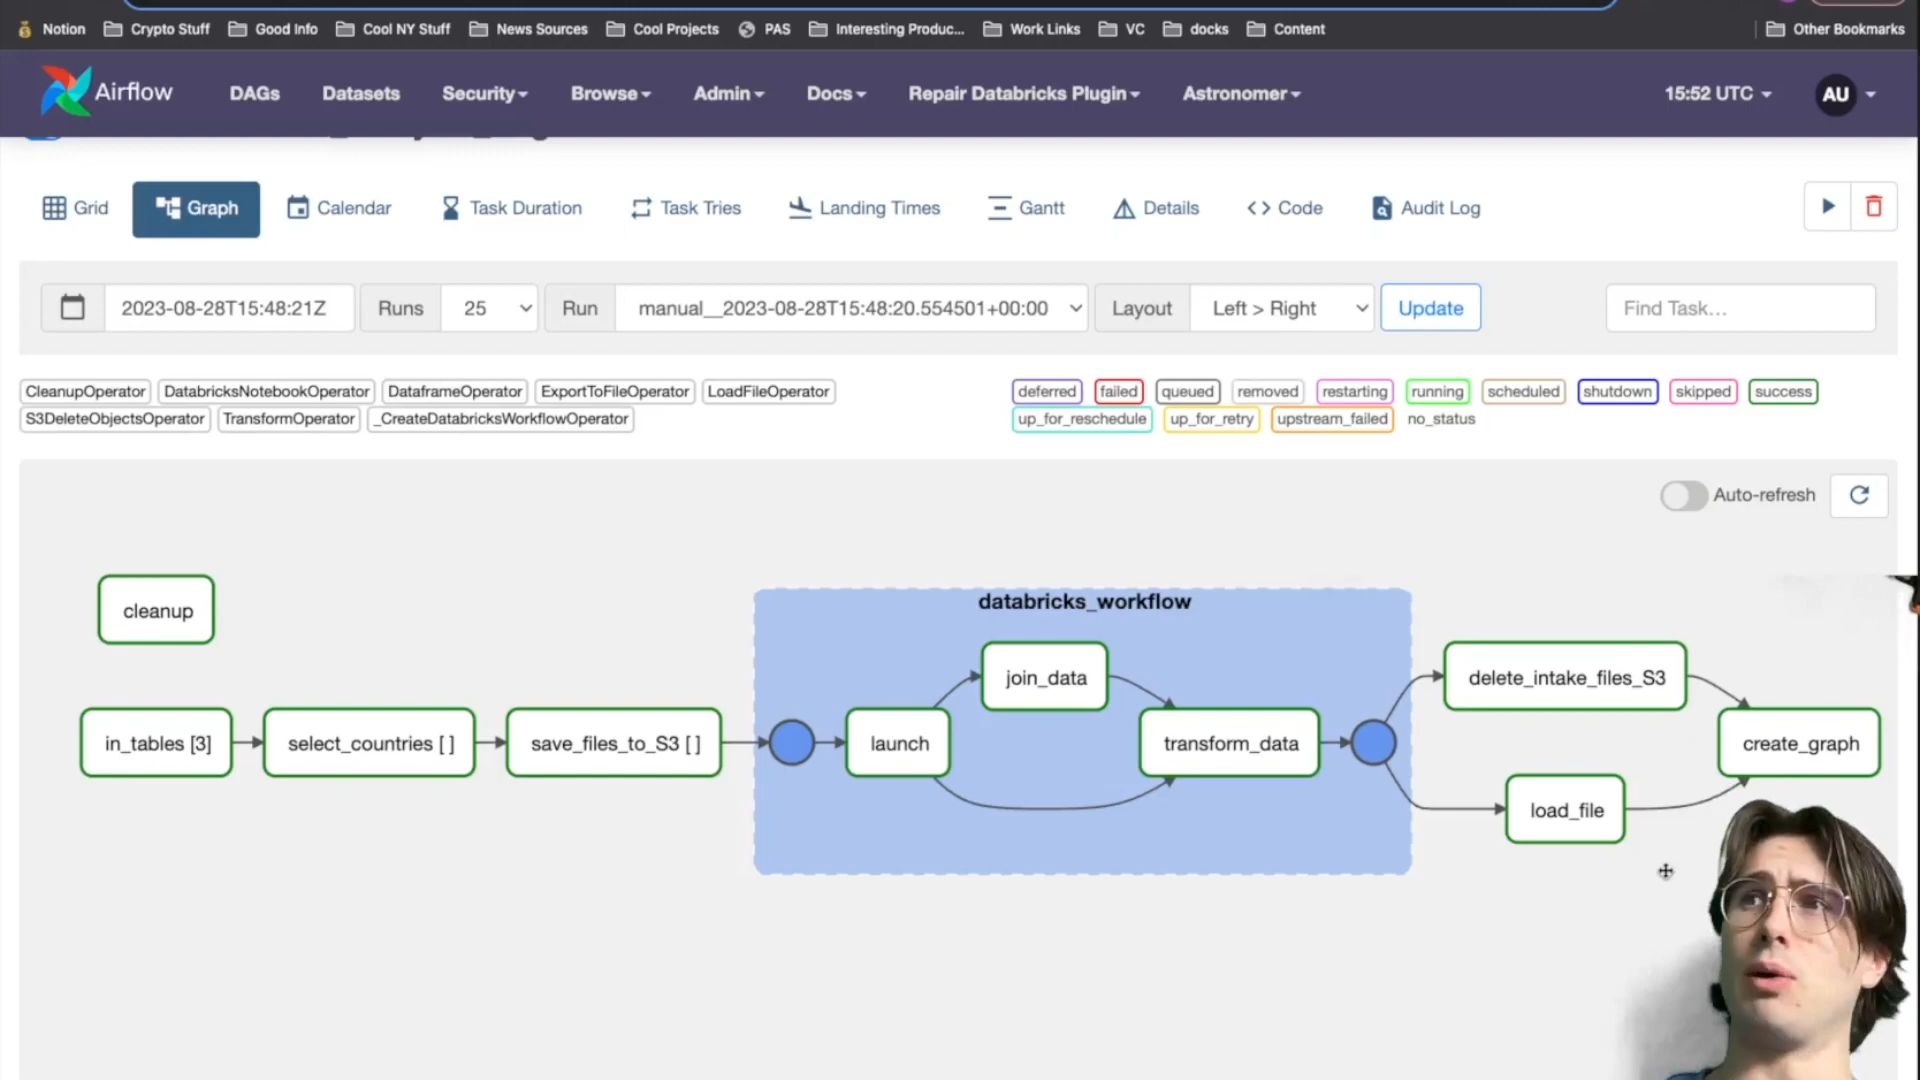 Notion Crypto Stuff Good Info Cool NY Stuff News Sources Cool Projects PAS Interesting Produc... Work Links VC docks Content Other Bookmarks
Airflow DAGs Datasets Security Browse Admin Docs Repair Databricks Plugin Astronomer 15:52 UTC AU
Grid Graph Calendar Task Duration Task Tries Landing Times Gantt Details Code Audit Log
2023-08-28T15:48:21Z Runs 25 Run manual__2023-08-28T15:48:20.554501+00:00 Layout Left > Right Update Find Task...
CleanupOperator DatabricksNotebookOperator DataframeOperator ExportToFileOperator LoadFileOperator
S3DeleteObjectsOperator TransformOperator _CreateDatabricksWorkflowOperator
deferred failed queued removed restarting running scheduled shutdown skipped success
up_for_reschedule up_for_retry upstream_failed no_status
Auto-refresh
cleanup
databricks_workflow
join_data
delete_intake_files_S3
in_tables [3] select_countries [ ] save_files_to_S3 [ ] launch transform_data create_graph
load_file